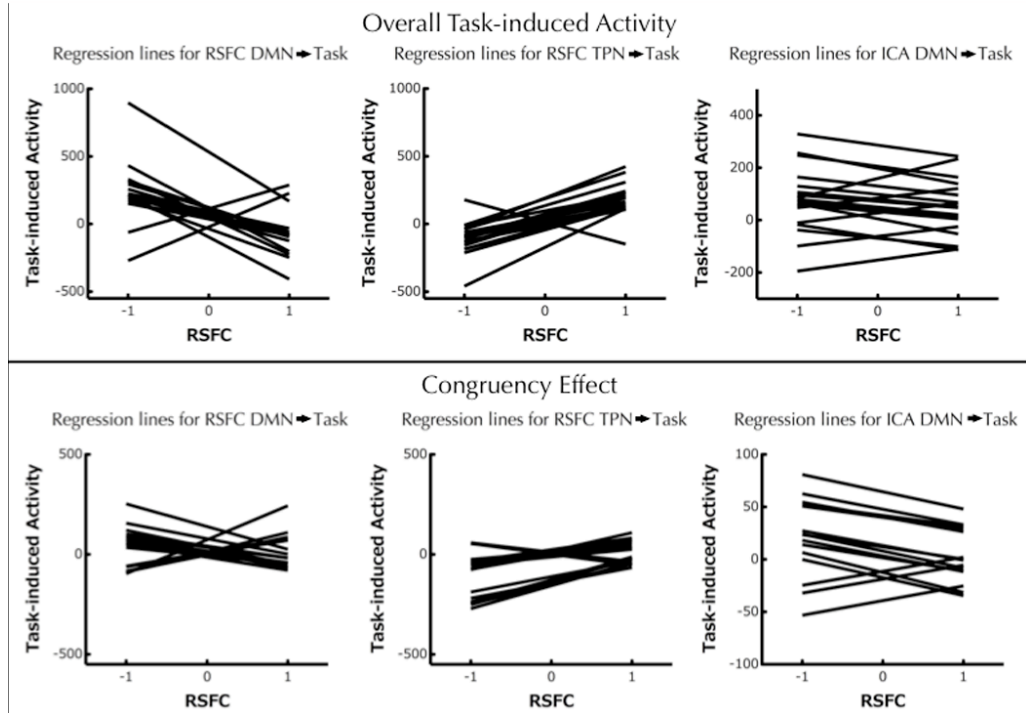 Overall Task-induced Activity
Regression lines for RSFC DMN ➡ Task
Task-induced Activity
1000
500
0
-500
-1 0 1
RSFC
Regression lines for RSFC TPN ➡ Task
Task-induced Activity
1000
500
0
-500
-1 0 1
RSFC
Regression lines for ICA DMN ➡ Task
Task-induced Activity
400
200
0
-200
-1 0 1
RSFC
Congruency Effect
Regression lines for RSFC DMN ➡ Task
Task-induced Activity
500
0
-500
-1 0 1
RSFC
Regression lines for RSFC TPN ➡ Task
Task-induced Activity
500
0
-500
-1 0 1
RSFC
Regression lines for ICA DMN ➡ Task
Task-induced Activity
100
50
0
-50
-100
-1 0 1
RSFC